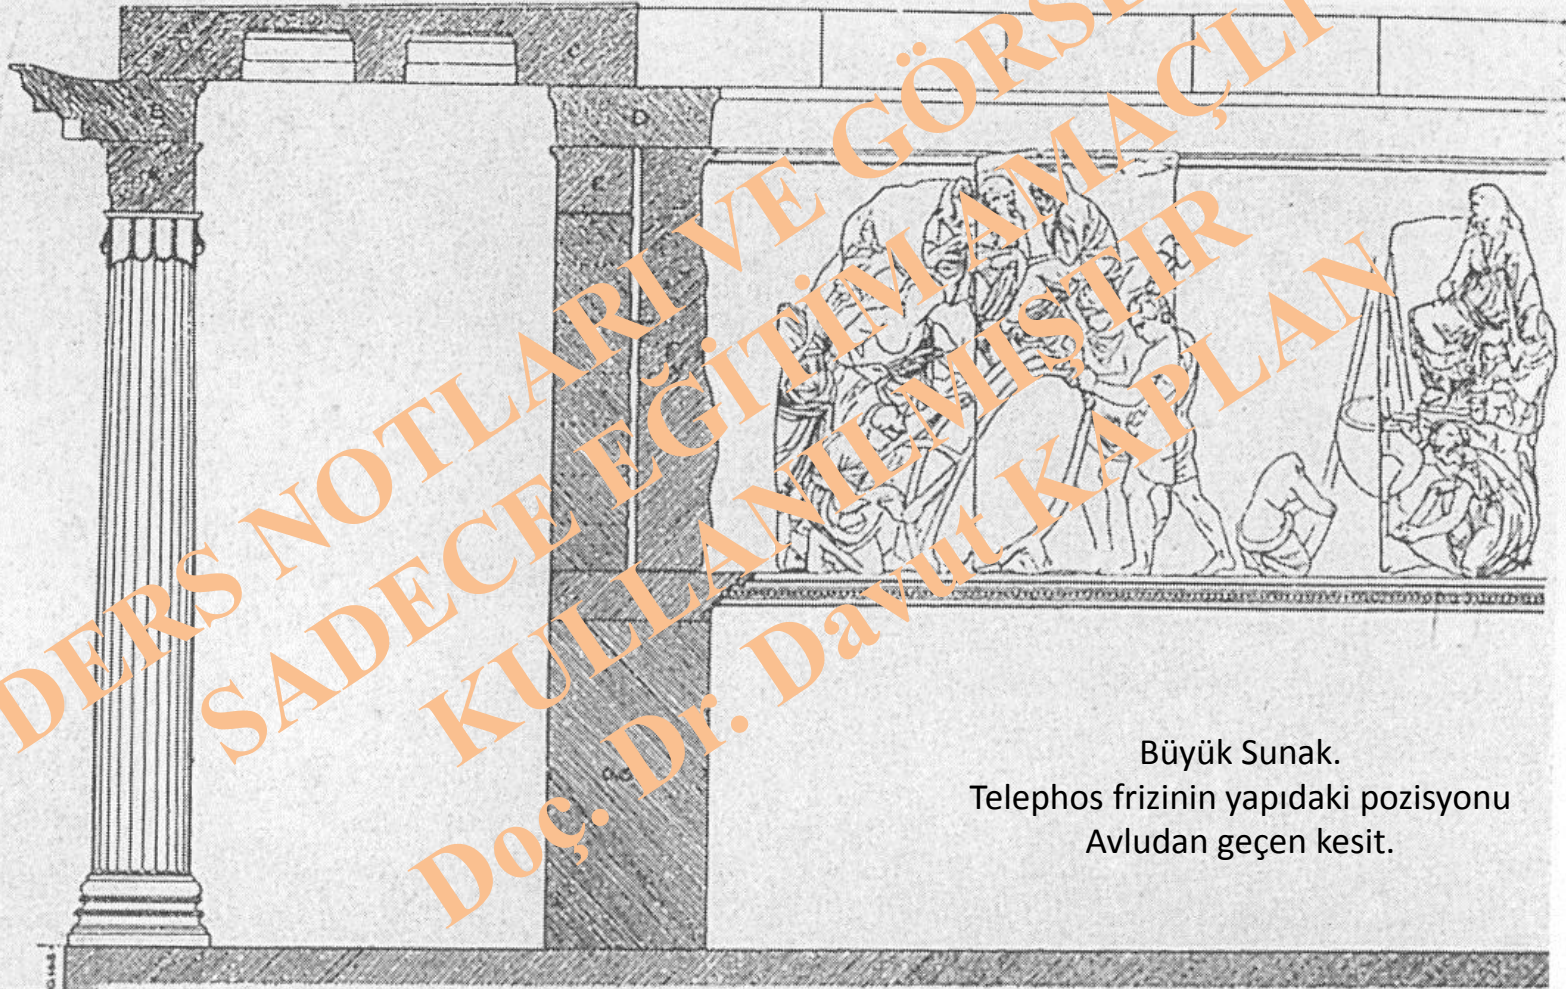 DERS NOTLARI VE GÖRSE
SADECE EĞİTİM AMAÇLI
KULLANILMIŞTIR
Doç. Dr. Davut KAPLAN
Büyük Sunak.
Telephos frizinin yapıdaki pozisyonu
Avludan geçen kesit.
B
D